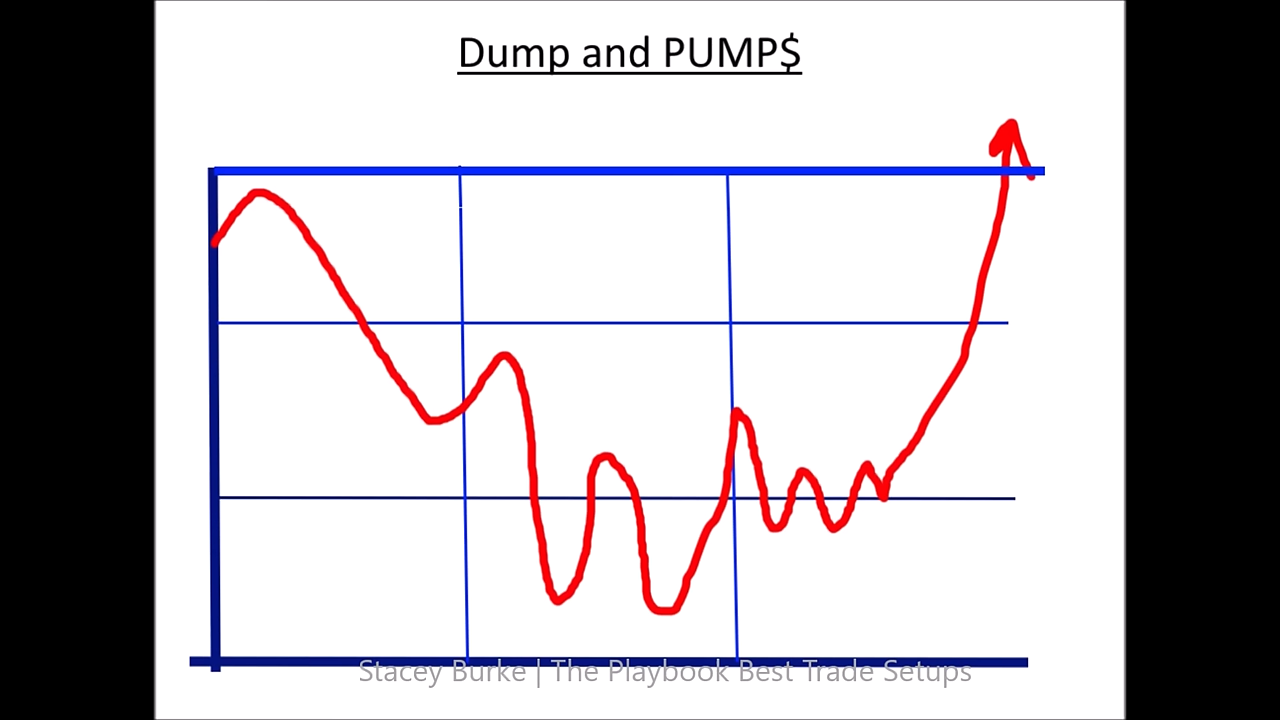 Dump and PUMP$
Stacey Burke | The Playbook Best Trade Setups